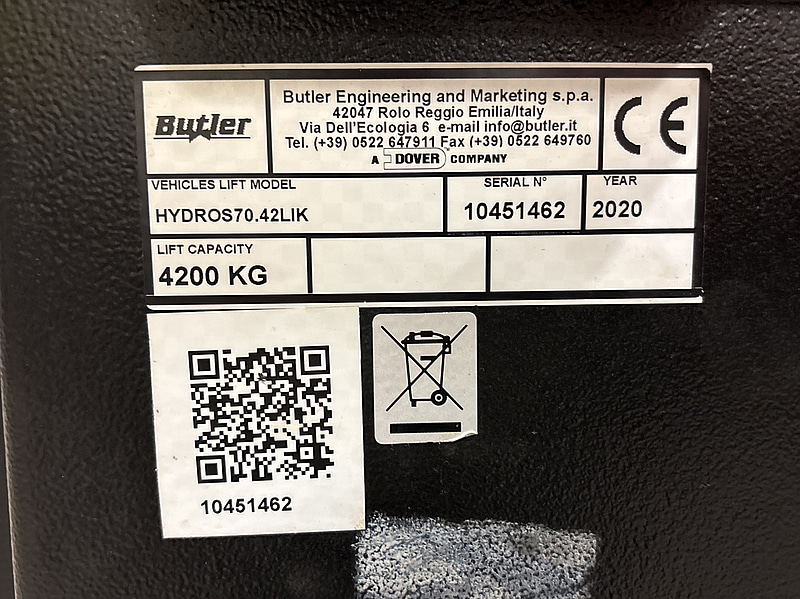 Butler
Butler Engineering and Marketing s.p.a.
42047 Rolo Reggio Emilia/Italy
Via Dell'Ecologia 6 e-mail info@butler.it
Tel. (+39) 0522 647911 Fax (+39) 0522 649760
A DOVER COMPANY
CE
VEHICLES LIFT MODEL
HYDROS70.42LIK
SERIAL N°
10451462
YEAR
2020
LIFT CAPACITY
4200 KG
10451462